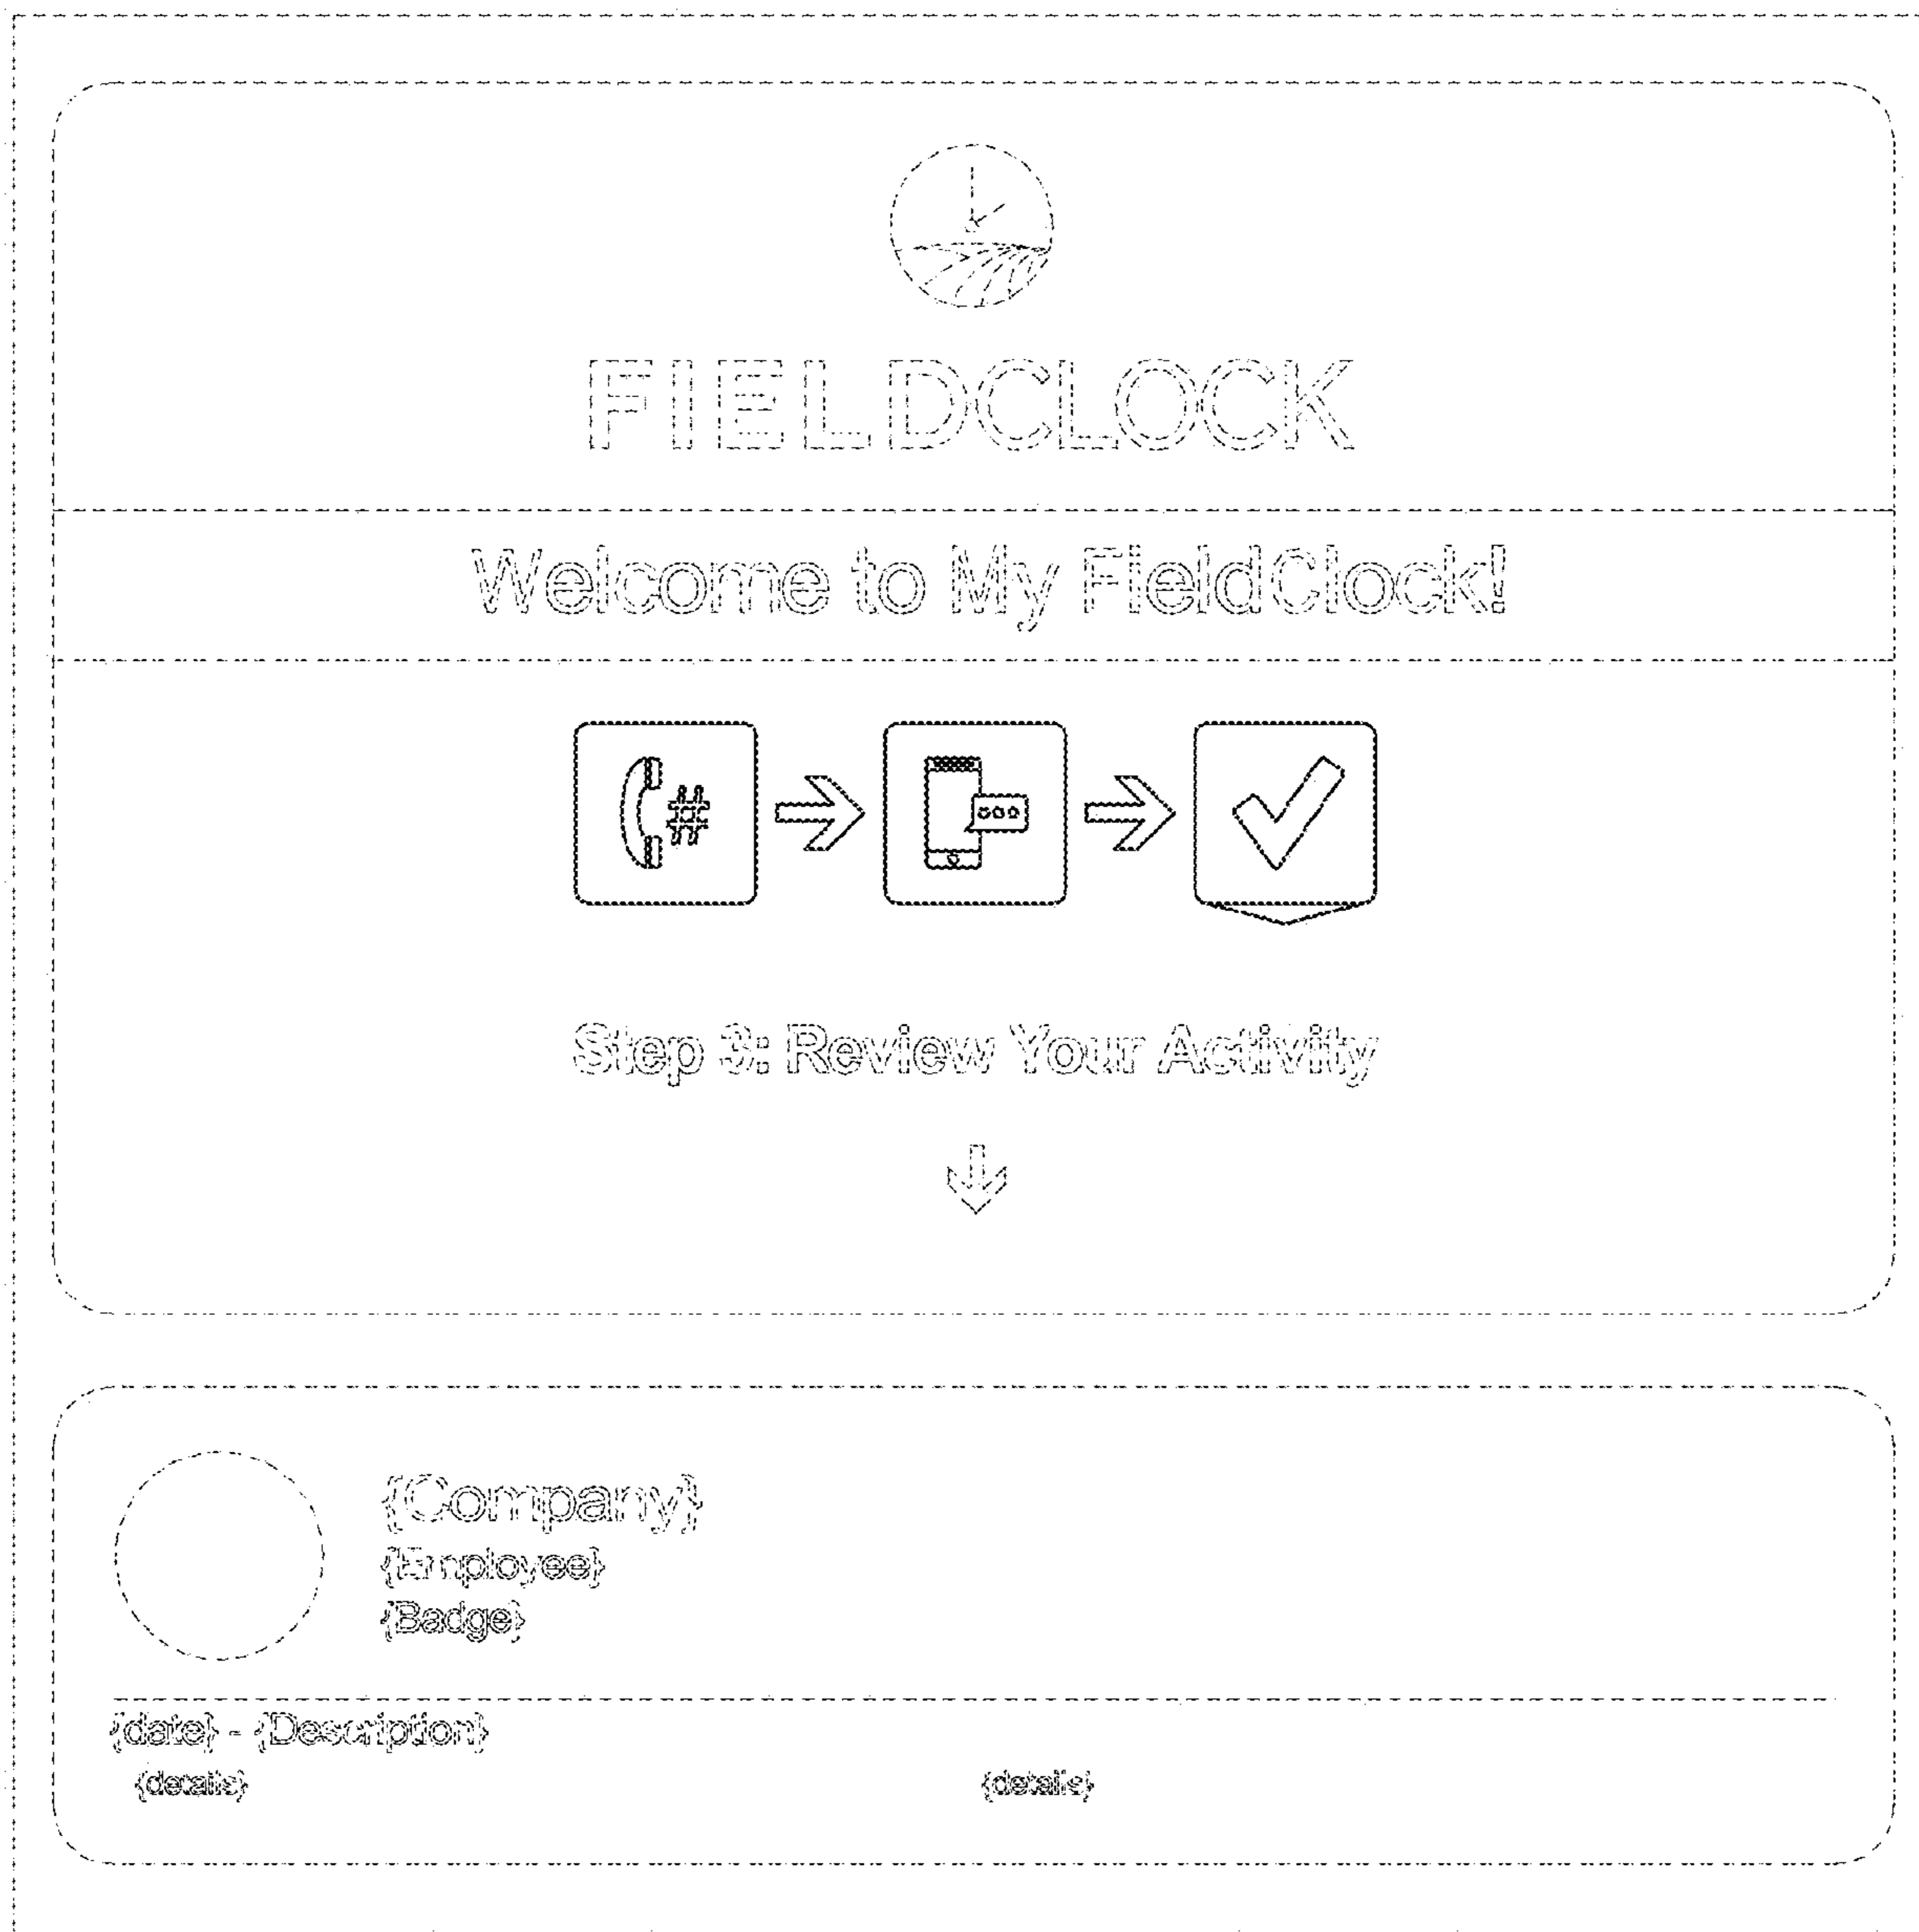 FIELDCLOCK
Welcome to My FieldClock!
#
Step 3: Review Your Activity
{Company}
{Employee}
{Badge}
{date} - {Description}
{details} {details}